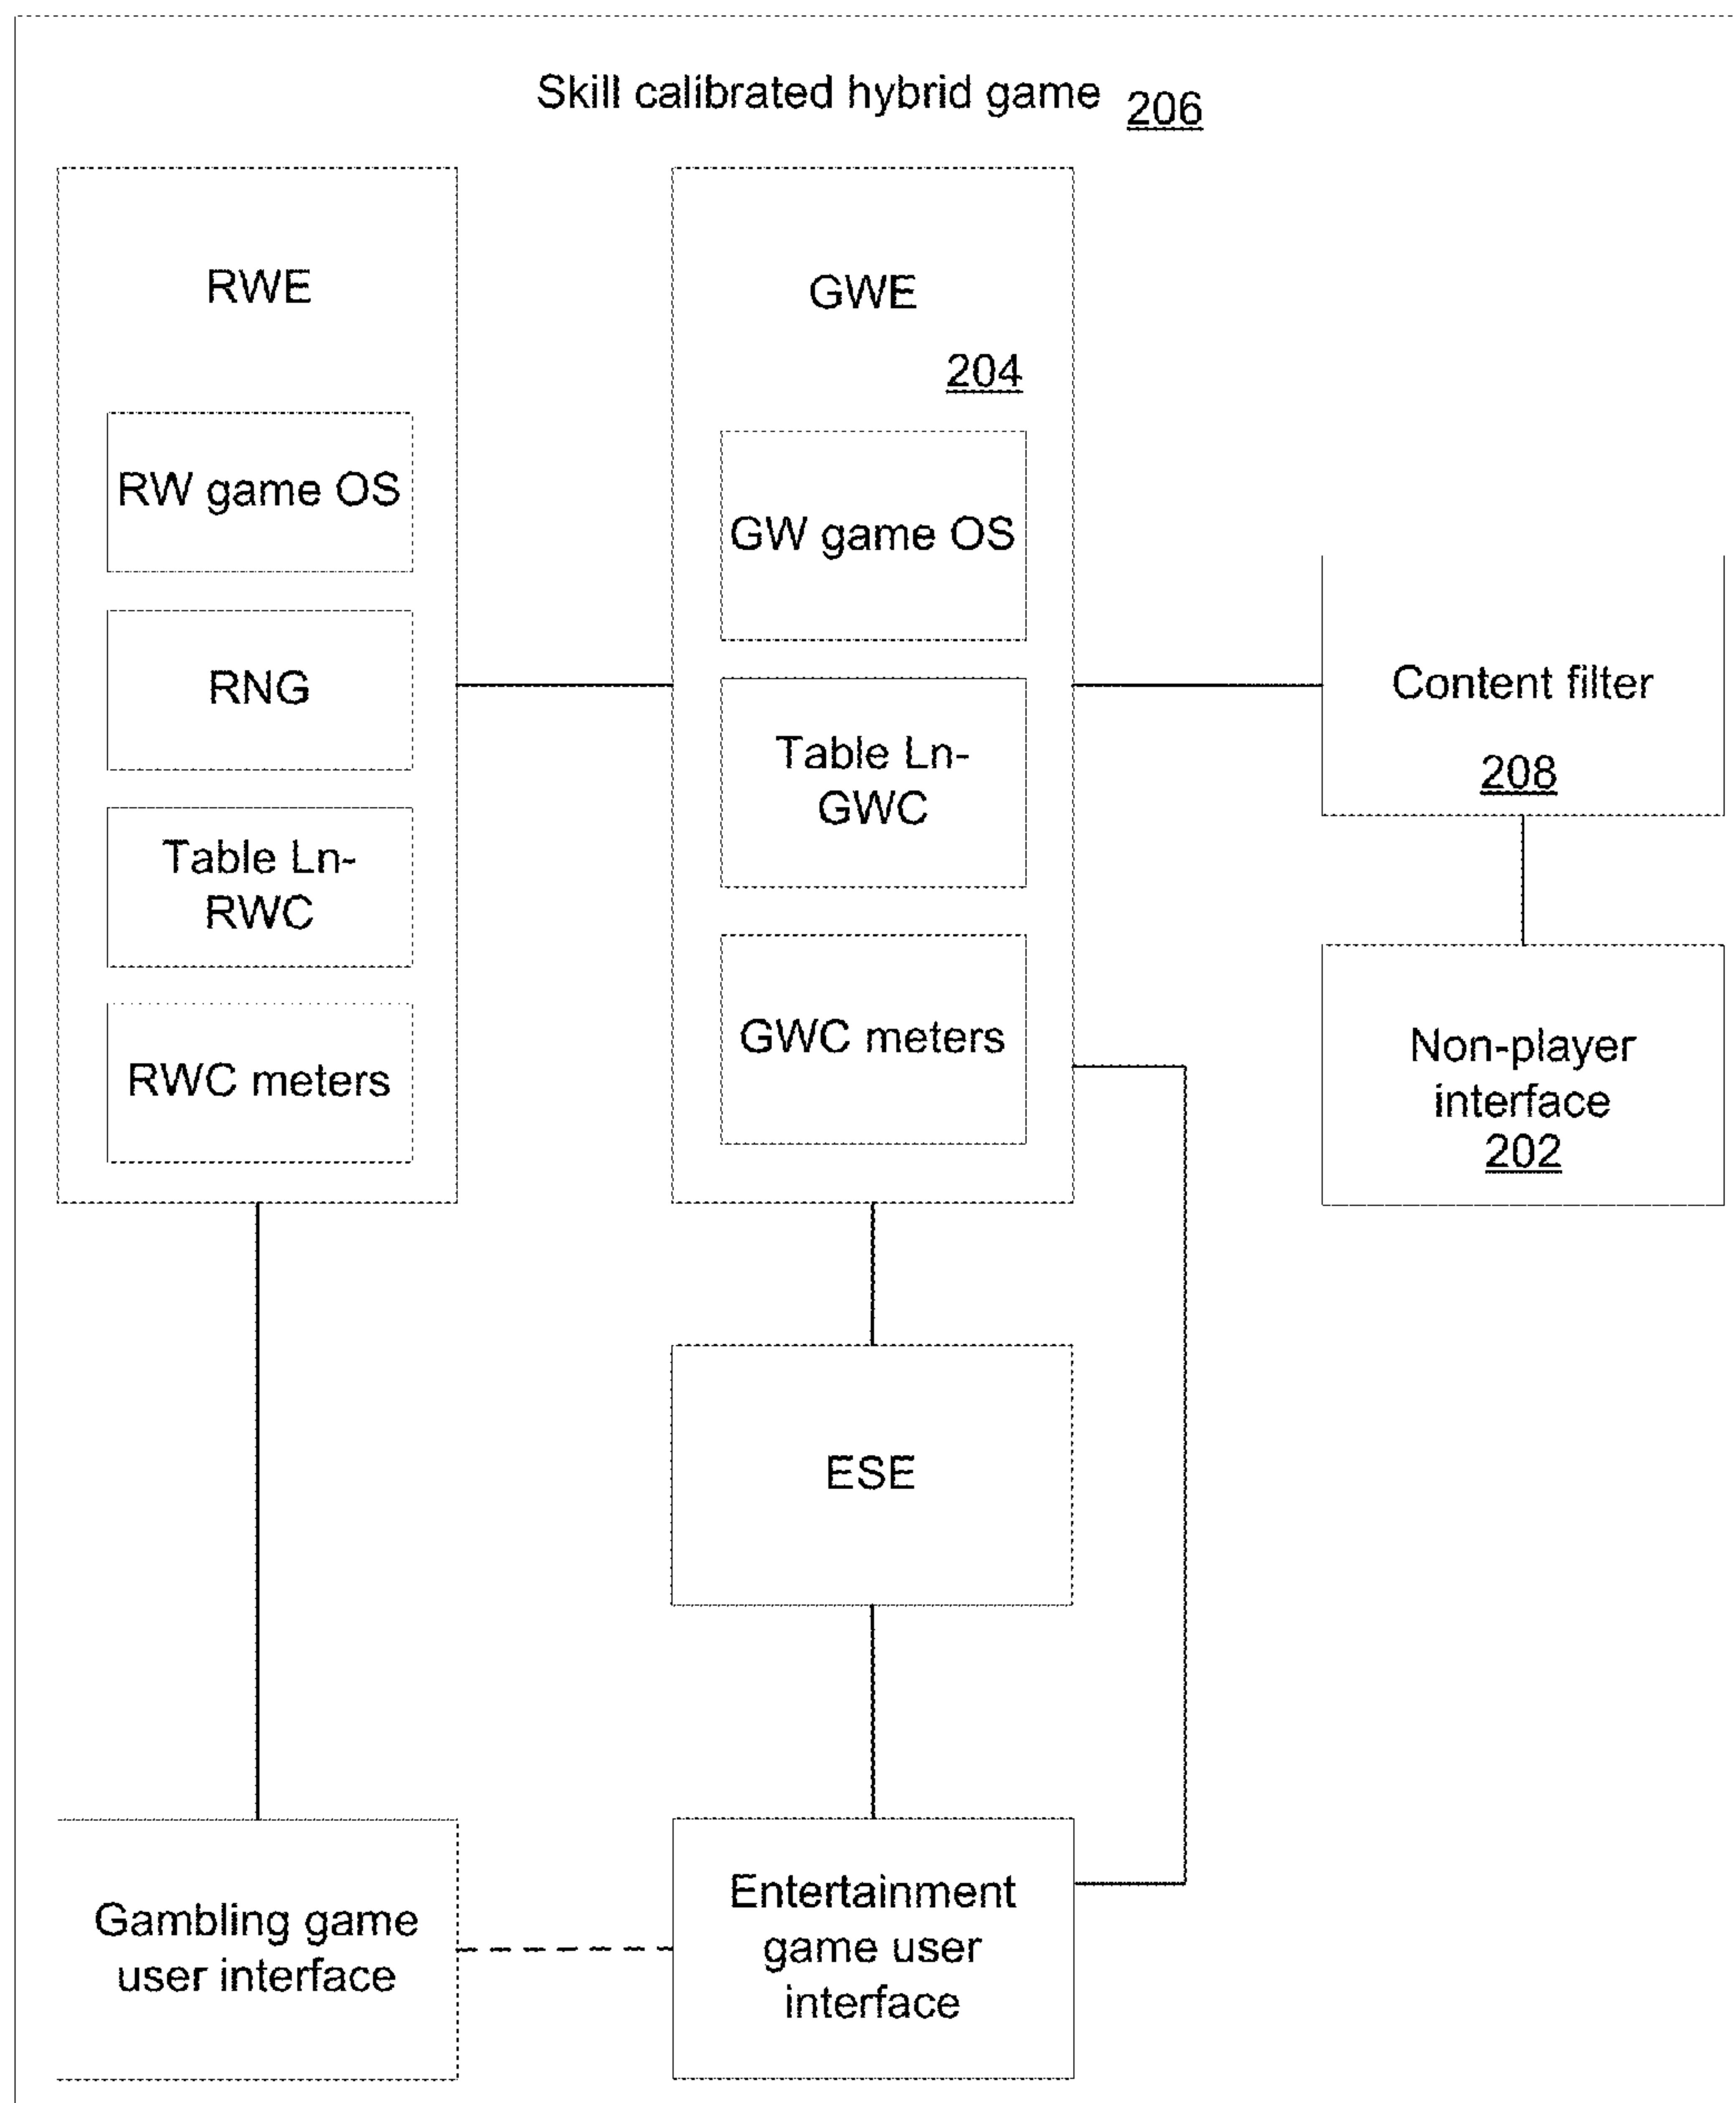 Skill calibrated hybrid game 206
RWE
RW game OS
RNG
Table Ln-
RWC
RWC meters
GWE
204
GW game OS
Table Ln-
GWC
GWC meters
Content filter
208
Non-player
interface
202
ESE
Gambling game
user interface
Entertainment
game user
interface